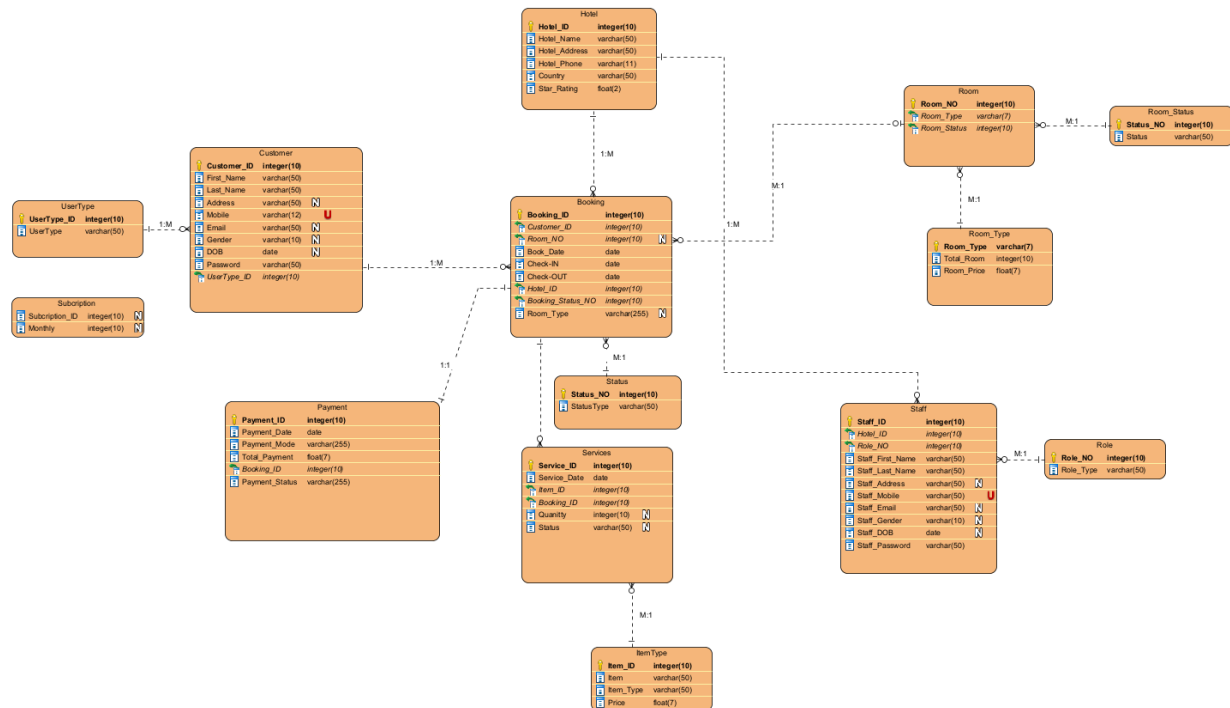 Hotel
Hotel_ID integer(10)
Hotel_Name varchar(50)
Hotel_Address varchar(50)
Hotel_Phone varchar(11)
Country varchar(50)
Star_Rating float(2)
Room
Room_NO integer(10)
Room_Type varchar(7)
Room_Status integer(10)
M:1
Room_Status
Status_NO integer(10)
Status varchar(50)
1:M
M:1
M:1
1:M
Customer
Customer_ID integer(10)
First_Name varchar(50)
Last_Name varchar(50)
Address varchar(50) N
Mobile varchar(12) U
Email varchar(50) N
Gender varchar(10) N
DOB date N
Password varchar(50)
UserType_ID integer(10)
UserType
UserType_ID integer(10)
UserType varchar(50)
1:M
Booking
Booking_ID integer(10)
Customer_ID integer(10)
Room_NO integer(10) N
Book_Date date
Check-IN date
Check-OUT date
Hotel_ID integer(10)
Booking_Status_NO integer(10)
Room_Type varchar(255) N
1:M
Room_Type
Room_Type varchar(7)
Total_Room integer(10)
Room_Price float(7)
Subcription
Subcription_ID integer(10) N
Monthly integer(10) N
1:1
M:1
Status
Status_NO integer(10)
StatusType varchar(50)
Payment
Payment_ID integer(10)
Payment_Date date
Payment_Mode varchar(255)
Total_Payment float(7)
Booking_ID integer(10)
Payment_Status varchar(255)
Services
Service_ID integer(10)
Service_Date date
Item_ID integer(10)
Booking_ID integer(10)
Quanitty integer(10) N
Status varchar(50) N
Staff
Staff_ID integer(10)
Hotel_ID integer(10)
Role_NO integer(10)
Staff_First_Name varchar(50)
Staff_Last_Name varchar(50)
Staff_Address varchar(50) N
Staff_Mobile varchar(50) U
Staff_Email varchar(50) N
Staff_Gender varchar(10) N
Staff_DOB date N
Staff_Password varchar(50)
M:1
Role
Role_NO integer(10)
Role_Type varchar(50)
M:1
ItemType
Item_ID integer(10)
Item varchar(50)
Item_Type varchar(50)
Price float(7)